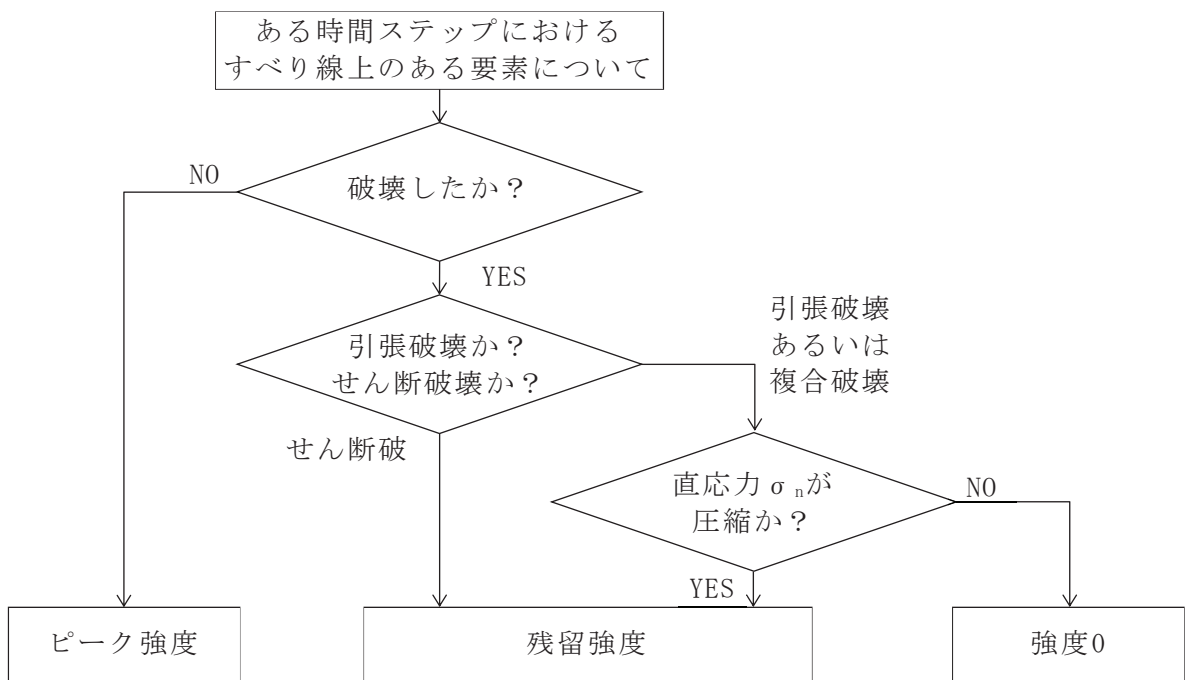 ある時間ステップにおける
すべり線上のある要素について
NO
破壊したか？
YES
引張破壊か？
せん断破壊か？
引張破壊
あるいは
複合破壊
せん断破
直応力σnが
圧縮か？
NO
YES
ピーク強度
残留強度
強度0